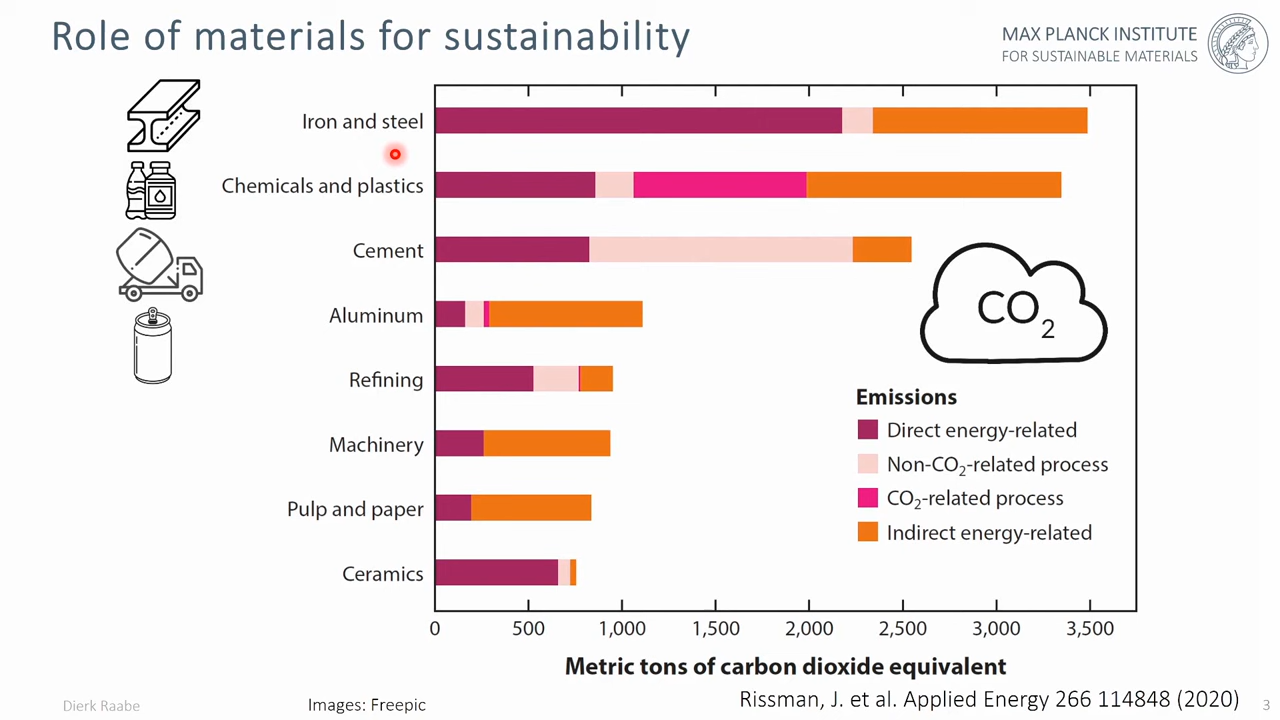 Role of materials for sustainability
MAX PLANCK INSTITUTE
FOR SUSTAINABLE MATERIALS
Iron and steel
Chemicals and plastics
Cement
Aluminum
Refining
Machinery
Pulp and paper
Ceramics
CO₂
Emissions
Direct energy-related
Non-CO₂-related process
CO₂-related process
Indirect energy-related
0 500 1,000 1,500 2,000 2,500 3,000 3,500
Metric tons of carbon dioxide equivalent
Dierk Raabe
Images: Freepic
Rissman, J. et al. Applied Energy 266 114848 (2020)
3